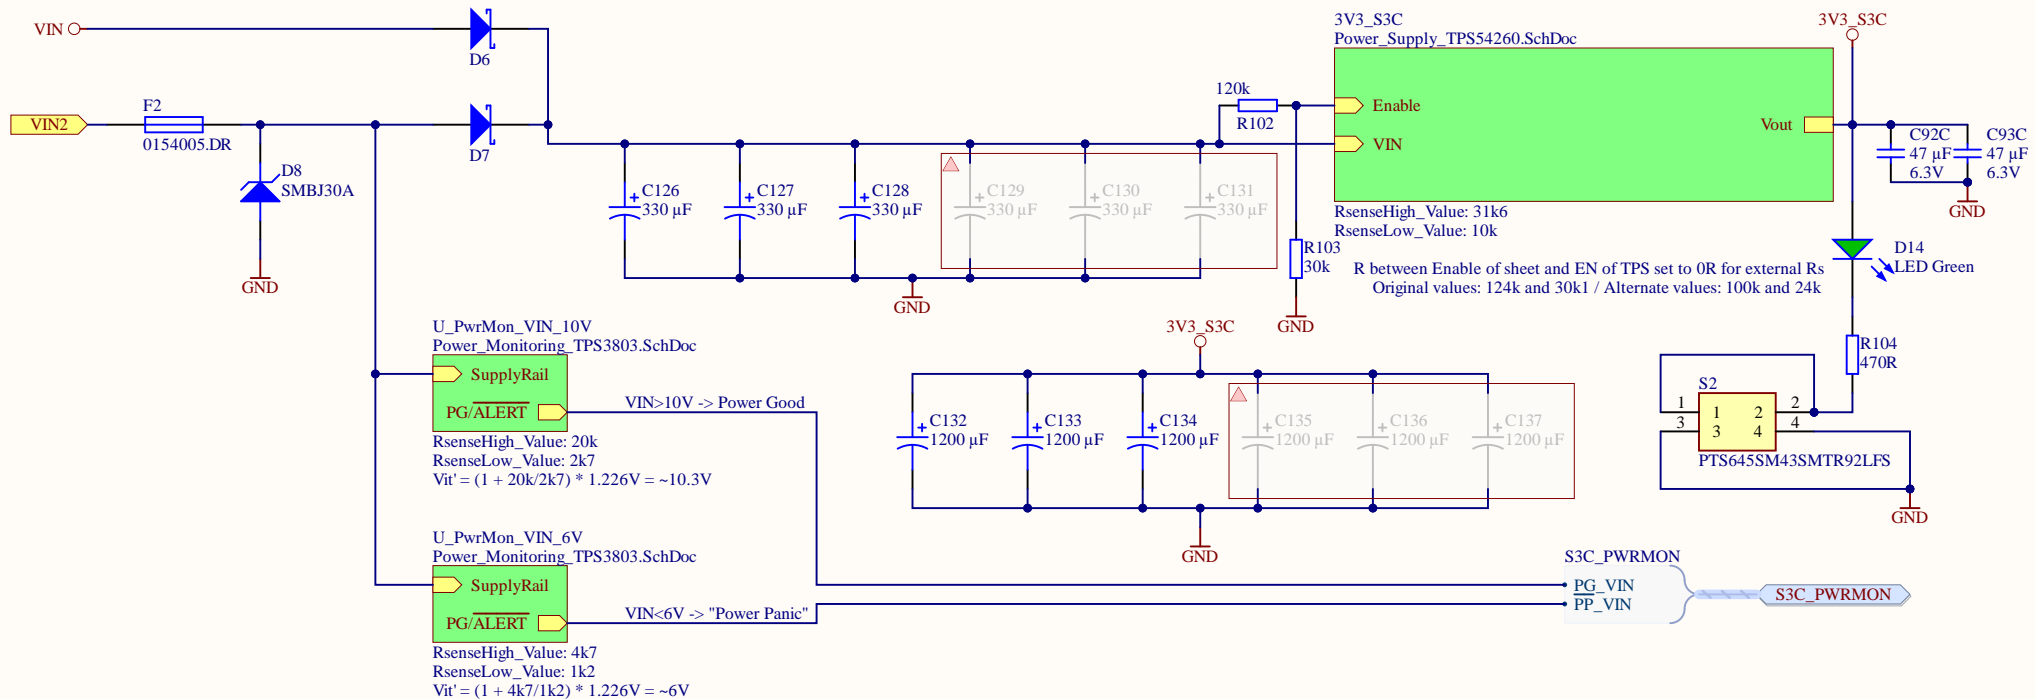 VIN
D6
VIN2
F2
0154005.DR
D7
D8
SMBJ30A
GND
C126
330 µF
C127
330 µF
C128
330 µF
C129
330 µF
C130
330 µF
C131
330 µF
GND
120k
R102
R103
30k
GND
3V3_S3C
Power_Supply_TPS54260.SchDoc
Enable
VIN
Vout
RsenseHigh_Value: 31k6
RsenseLow_Value: 10k
3V3_S3C
C92C
47 µF
6.3V
C93C
47 µF
6.3V
GND
R between Enable of sheet and EN of TPS set to 0R for external Rs
Original values: 124k and 30k1 / Alternate values: 100k and 24k
D14
LED Green
R104
470R
S2
1
3
1 2
3 4
2
4
PTS645SM43SMTR92LFS
GND
U_PwrMon_VIN_10V
Power_Monitoring_TPS3803.SchDoc
SupplyRail
PG/ALERT
VIN>10V -> Power Good
RsenseHigh_Value: 20k
RsenseLow_Value: 2k7
Vit' = (1 + 20k/2k7) * 1.226V = ~10.3V
3V3_S3C
C132
1200 µF
C133
1200 µF
C134
1200 µF
C135
1200 µF
C136
1200 µF
C137
1200 µF
GND
U_PwrMon_VIN_6V
Power_Monitoring_TPS3803.SchDoc
SupplyRail
PG/ALERT
VIN<6V -> "Power Panic"
RsenseHigh_Value: 4k7
RsenseLow_Value: 1k2
Vit' = (1 + 4k7/1k2) * 1.226V = ~6V
S3C_PWRMON
PG_VIN
PP_VIN
S3C_PWRMON